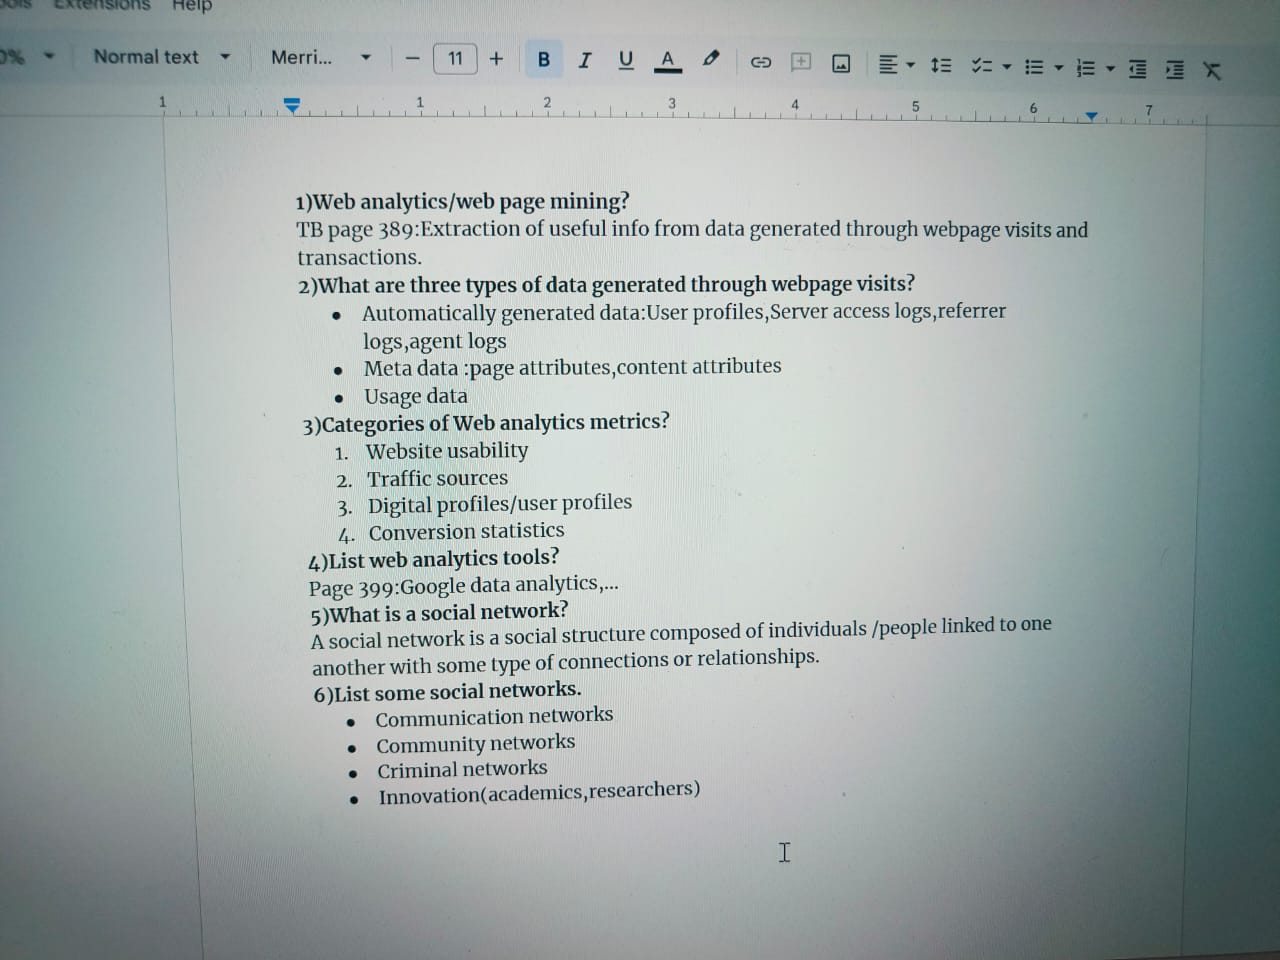 Extensions
Help
Normal text
Merri...
11
B
I
U
A
1
1
2
3
4
5
6
7
1)Web analytics/web page mining?
TB page 389:Extraction of useful info from data generated through webpage visits and
transactions.
2)What are three types of data generated through webpage visits?
Automatically generated data:User profiles,Server access logs,referrer
logs,agent logs
Meta data :page attributes,content attributes
Usage data
3)Categories of Web analytics metrics?
1. Website usability
2. Traffic sources
3. Digital profiles/user profiles
4. Conversion statistics
4)List web analytics tools?
Page 399:Google data analytics,...
5)What is a social network?
A social network is a social structure composed of individuals /people linked to one
another with some type of connections or relationships.
6)List some social networks.
Communication networks
Community networks
Criminal networks
Innovation(academics,researchers)